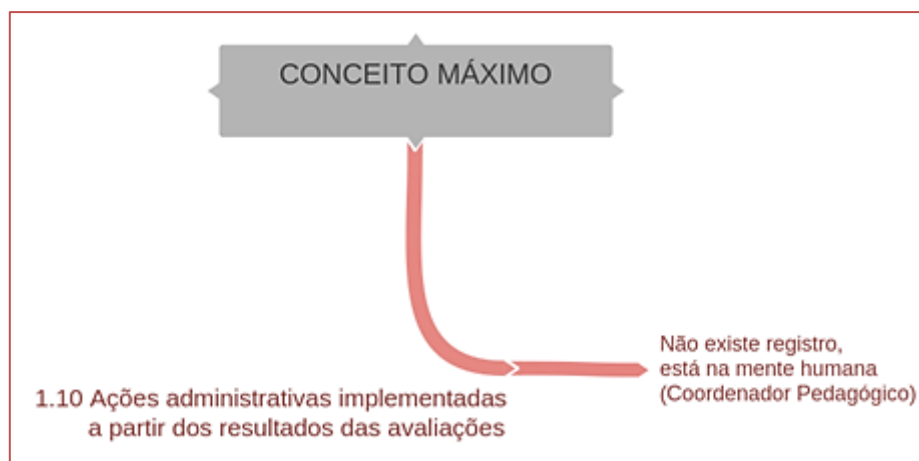 CONCEITO MÁXIMO
Não existe registro,
está na mente humana
(Coordenador Pedagógico)
1.10 Ações administrativas implementadas
a partir dos resultados das avaliações